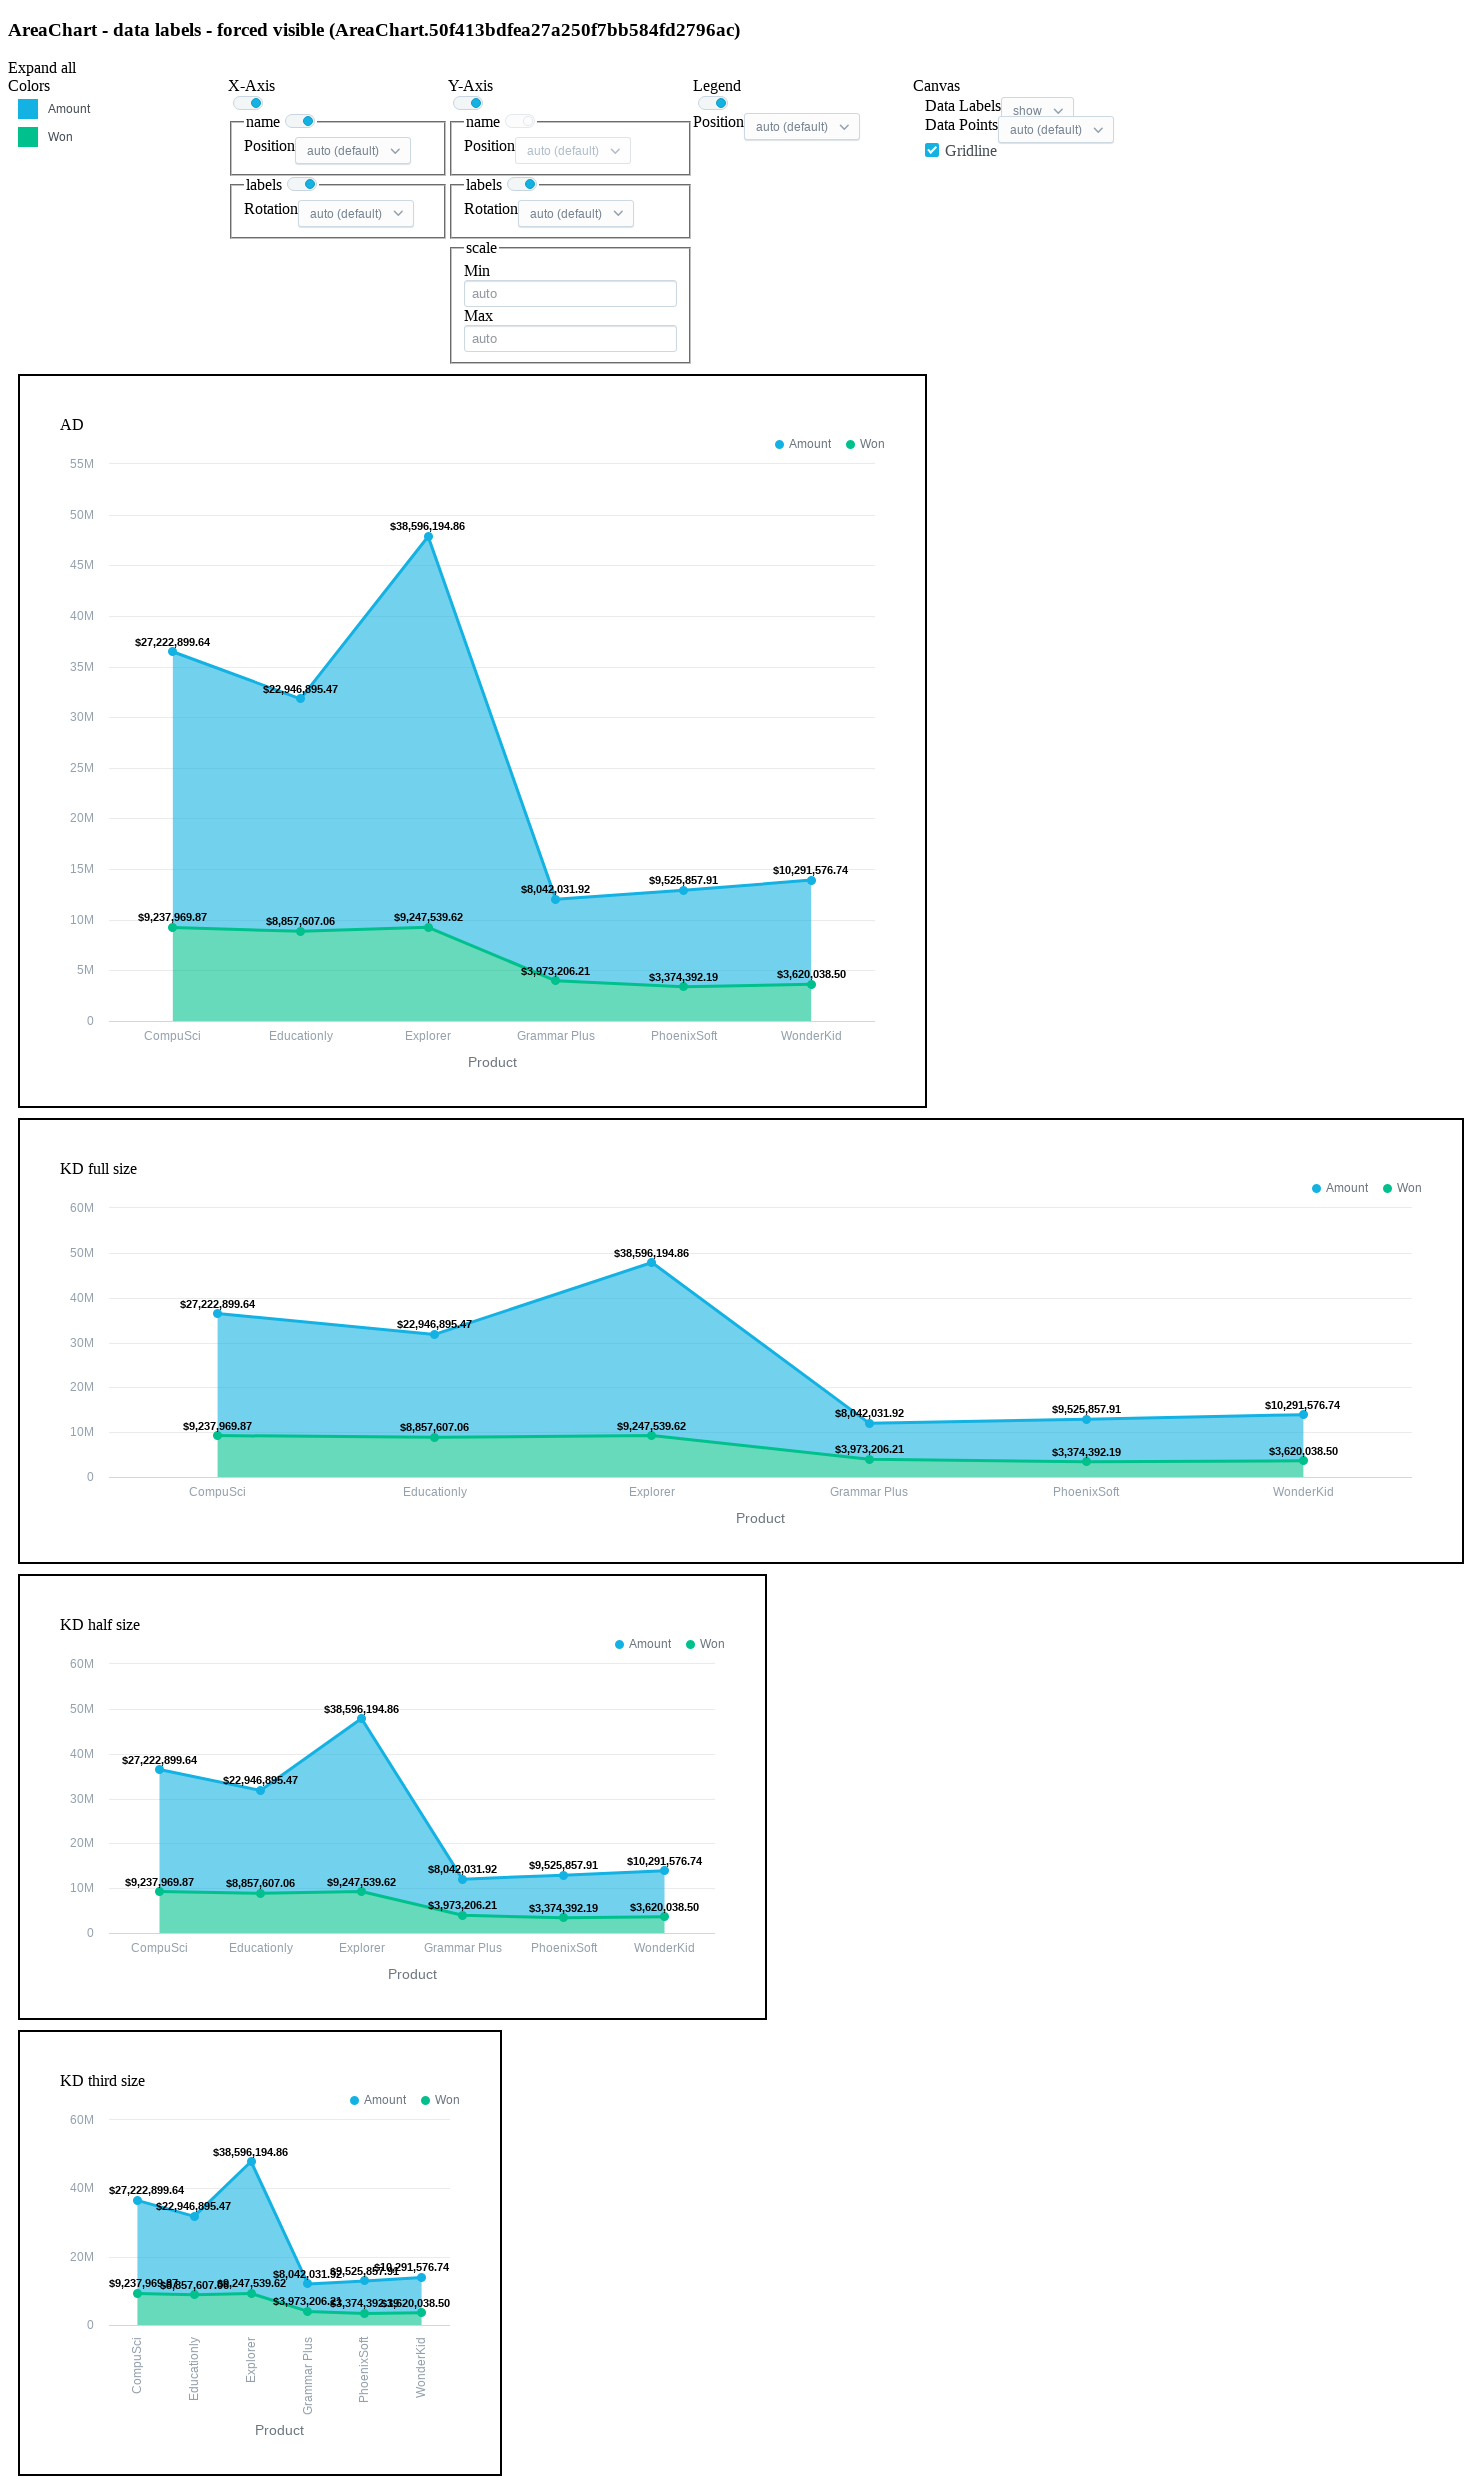 AreaChart - data labels - forced visible (AreaChart.50f413bdfea27a250f7bb584fd2796ac)
Expand all
Colors
Amount
Won
X-Axis
name
Position auto (default)
labels
Rotation auto (default)
Y-Axis
name
Position auto (default)
labels
Rotation auto (default)
scale
Min
auto
Max
auto
Legend
Position auto (default)
Canvas
Data Labels show
Data Points auto (default)
Gridline
AD
Amount Won
55M
50M
$38,596,194.86
45M
40M
$27,222,899.64
35M
$22,946,895.47
30M
25M
20M
15M
$8,042,031.92 $9,525,857.91 $10,291,576.74
10M
$9,237,969.87 $8,857,607.06 $9,247,539.62
5M
$3,973,206.21 $3,374,392.19 $3,620,038.50
0
CompuSci Educationly Explorer Grammar Plus PhoenixSoft WonderKid
Product
KD full size
Amount Won
60M
50M
$38,596,194.86
40M
$27,222,899.64
$22,946,895.47
30M
20M
$8,042,031.92 $9,525,857.91 $10,291,576.74
10M
$9,237,969.87 $8,857,607.06 $9,247,539.62
$3,973,206.21 $3,374,392.19 $3,620,038.50
0
CompuSci Educationly Explorer Grammar Plus PhoenixSoft WonderKid
Product
KD half size
Amount Won
60M
50M
$38,596,194.86
40M
$27,222,899.64
$22,946,895.47
30M
20M
$8,042,031.92 $9,525,857.91 $10,291,576.74
10M
$9,237,969.87 $8,857,607.06 $9,247,539.62
$3,973,206.21 $3,374,392.19 $3,620,038.50
0
CompuSci Educationly Explorer Grammar Plus PhoenixSoft WonderKid
Product
KD third size
Amount Won
60M
$38,596,194.86
40M
$27,222,899.64
$22,946,895.47
20M
$8,042,031.92 $9,525,857.91 $10,291,576.74
$9,237,969.87 $8,857,607.06 $9,247,539.62
$3,973,206.21 $3,374,392.19 $3,620,038.50
0
CompuSci Educationly Explorer Grammar Plus PhoenixSoft WonderKid
Product